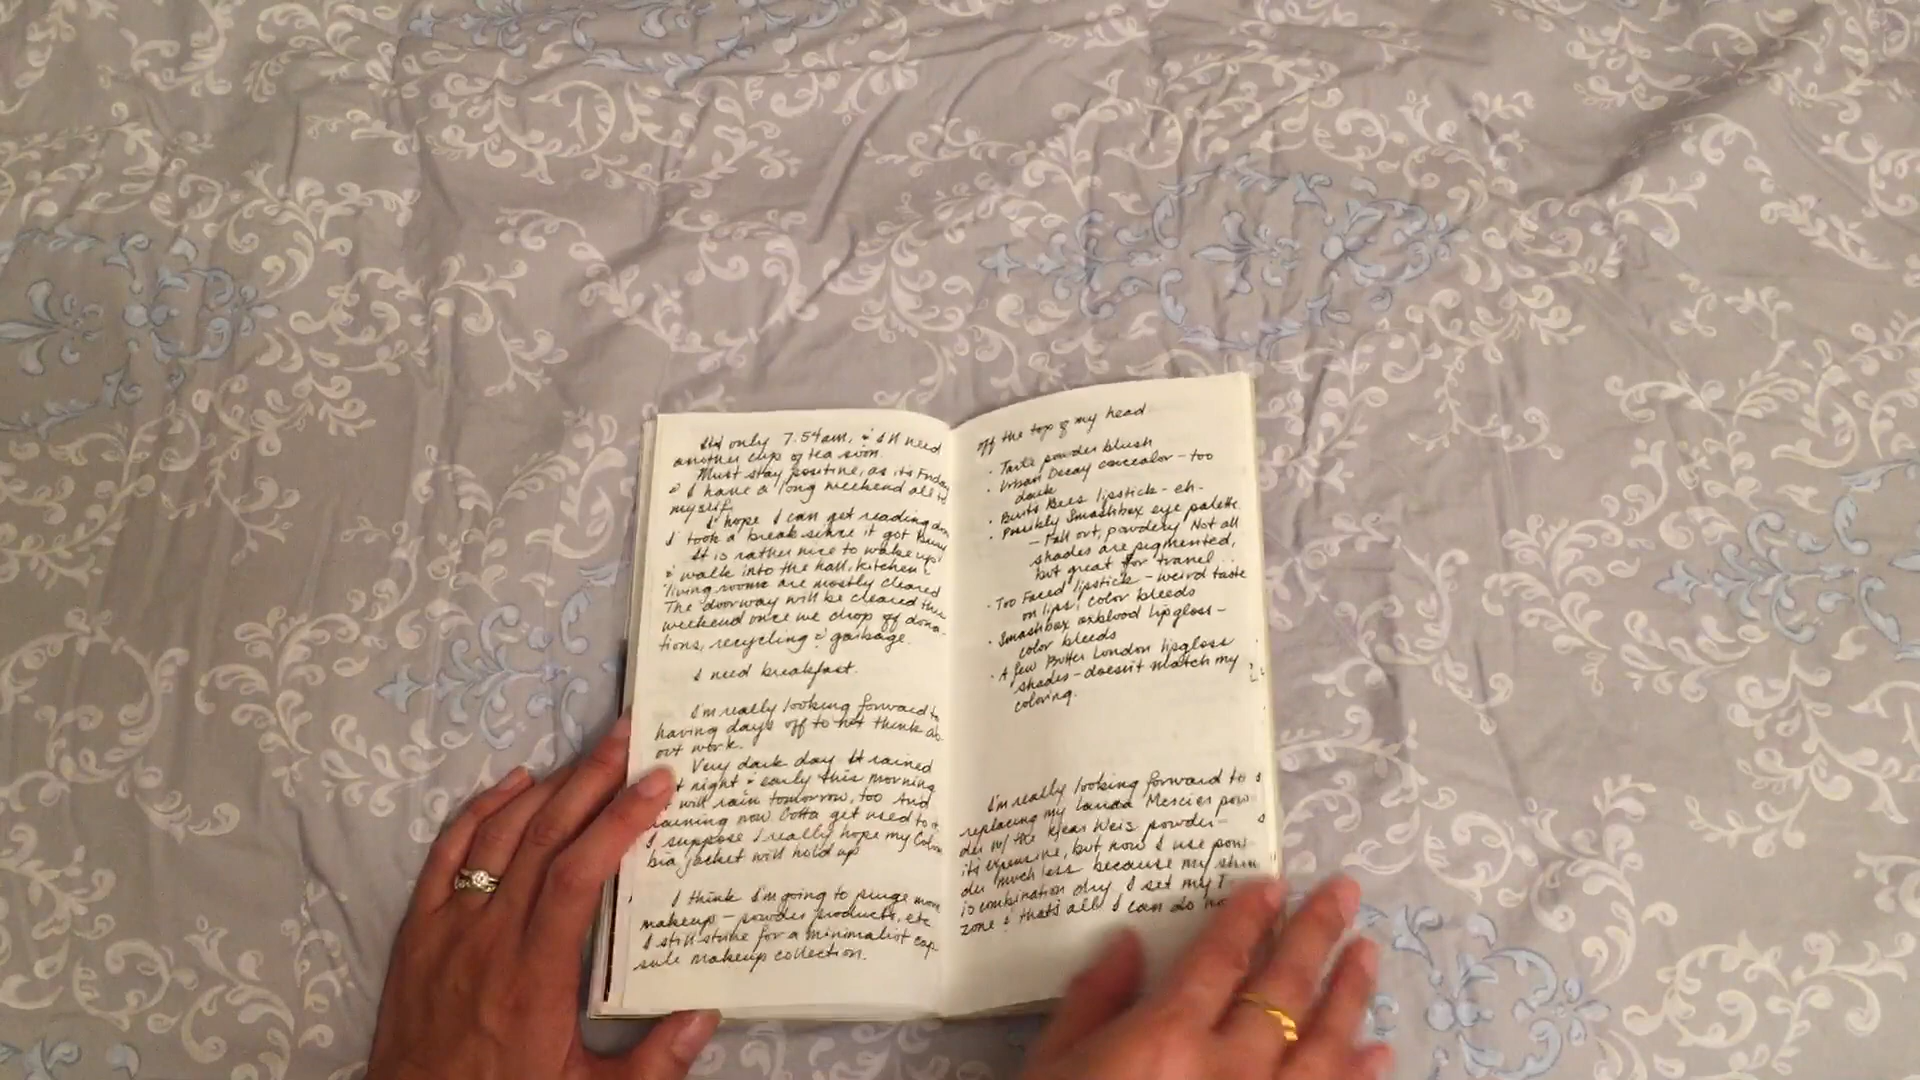 It's only 7:54am, & I'll need
another cup of tea soon.
Must stay positive, as its Friday
& I have a long weekend all to
myself.
I hope I can get reading done
I took a break since it got busy
It is rather nice to wake up
& walk into the hall, kitchen &
living room are mostly cleared
The doorway will be cleared this
weekend once we drop off dona-
tions, recycling & garbage.
I need breakfast.
I'm really looking forward to
having days off to not think ab-
out work.
Very dark day It rained
night & early this morning
will rain tomorrow, too And
raining now. Gotta get used to it
I suppose I really hope my Colum
bia jacket will hold up
I think I'm going to purge more
makeup - powder products, etc
I still strive for a minimalist cap-
sule makeup collection.
off the top of my head
· Tarte powder blush
· Urban Decay concealor - too
dark
· Burts Bees lipstick - eh-
· Possibly Smashbox eye palette
- Fall out, powdery Not all
shades are pigmented,
but great for travel...
· Too Faced lipstick - weird taste
on lips, color bleeds
· Smashbox oxblood lipgloss -
color bleeds
· A few Butter London lipgloss
shades - doesn't match my
coloring.
I'm really looking forward to
replacing my Laura Mercier pow-
der w/ the Kjear Weis powder-
it's expensive, but now I use pow-
der much less because my skin
is combination dry, I set my T-
zone & that's all I can do